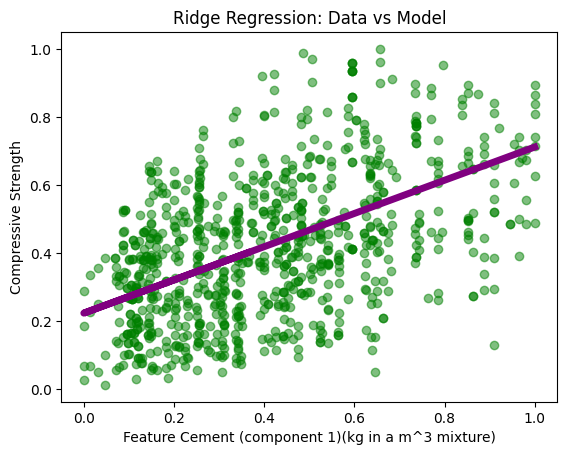 Ridge Regression: Data vs Model
Compressive Strength
1.0
0.8
0.6
0.4
0.2
0.0
0.0 0.2 0.4 0.6 0.8 1.0
Feature Cement (component 1)(kg in a m^3 mixture)